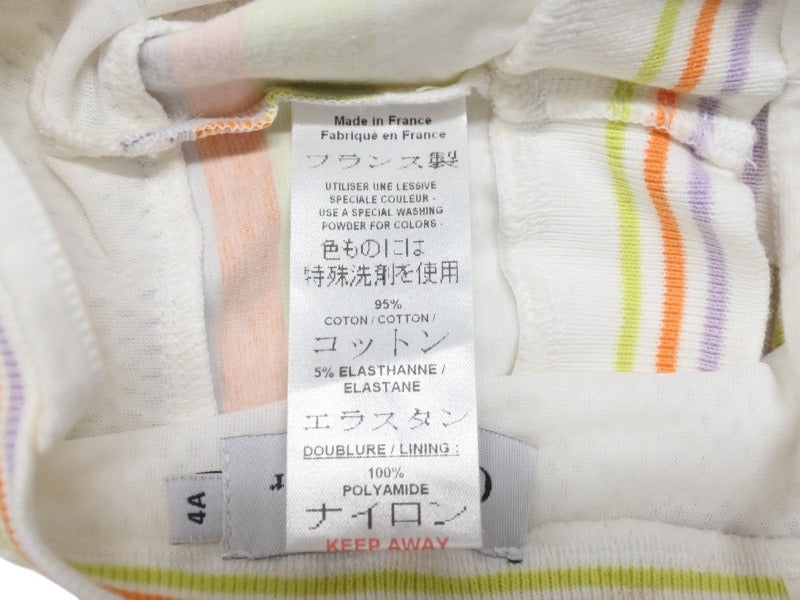 Made in France
Fabriqué en France
フランス製
UTILISER UNE LESSIVE
SPECIALE COULEUR -
USE A SPECIAL WASHING
POWDER FOR COLORS -
色ものには
特殊洗剤を使用
95%
COTON / COTTON /
コットン
5% ELASTHANNE /
ELASTANE
エラスタン
DOUBLURE / LINING :
100%
POLYAMIDE
ナイロン
KEEP AWAY
4A